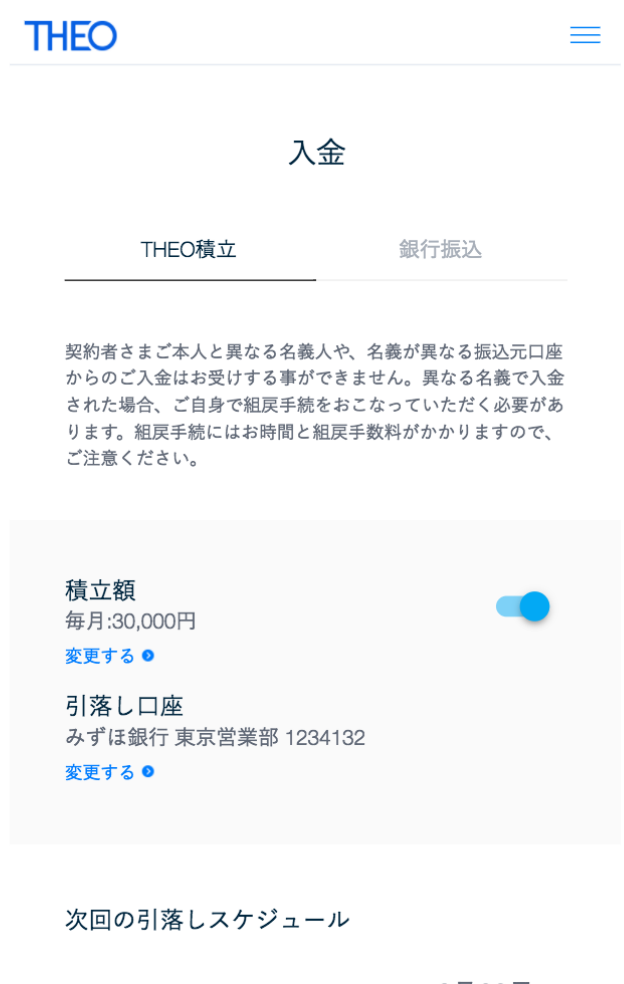 THEO
入金
THEO積立
銀行振込
契約者さまご本人と異なる名義人や、名義が異なる振込元口座
からのご入金はお受けする事ができません。異なる名義で入金
された場合、ご自身で組戻手続をおこなっていただく必要があ
ります。組戻手続にはお時間と組戻手数料がかかりますので、
ご注意ください。
積立額
毎月:30,000円
変更する
引落し口座
みずほ銀行 東京営業部 1234132
変更する
次回の引落しスケジュール